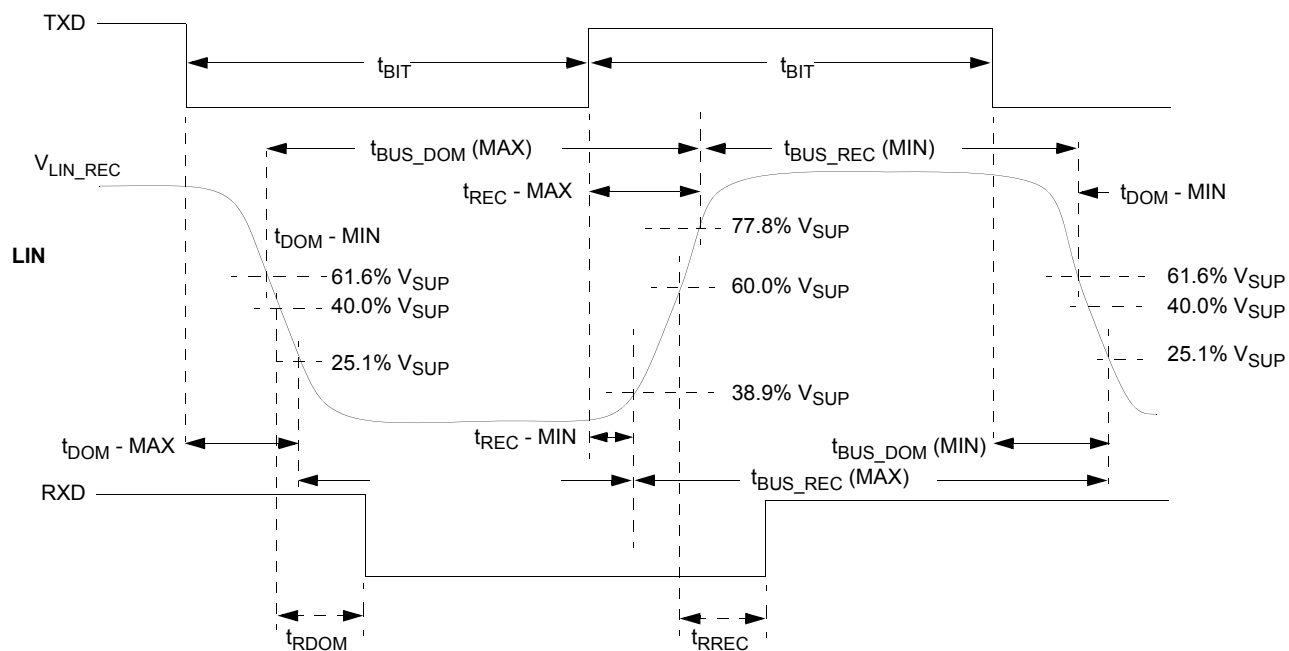 TXD
t_BIT
t_BIT
t_BUS_DOM (MAX)
t_BUS_REC (MIN)
V_LIN_REC
t_REC - MAX
t_DOM - MIN
LIN
t_DOM - MIN
77.8% V_SUP
61.6% V_SUP
60.0% V_SUP
61.6% V_SUP
40.0% V_SUP
40.0% V_SUP
25.1% V_SUP
25.1% V_SUP
38.9% V_SUP
t_DOM - MAX
t_REC - MIN
t_BUS_DOM (MIN)
t_BUS_REC (MAX)
RXD
t_RDOM
t_RREC